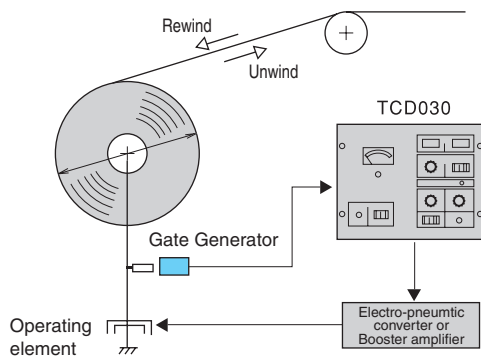 Rewind
Unwind
TCD030
Gate Generator
Electro-pneumtic
converter or
Booster amplifier
Operating
element